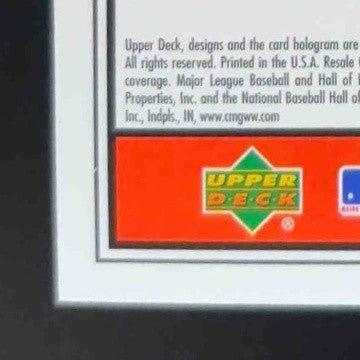 Upper Deck, designs and the card hologram are
All rights reserved. Printed in the U.S.A. Resale
coverage. Major League Baseball and Hall of
Properties, Inc. and the National Baseball Hall of
Inc., Indpls., IN, www.cmgww.com
UPPER
D·E·C·K
®